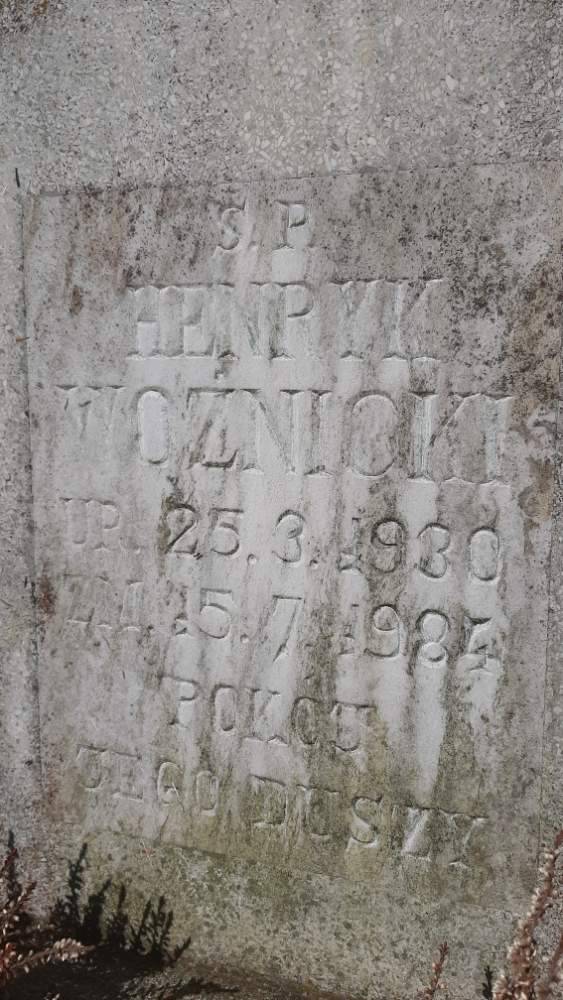 Ś. P.
HENRYK
WOŹNICKI
UR. 25. 3. 1930
ZM. 15. 7. 1984
POKÓJ
JEGO DUSZY